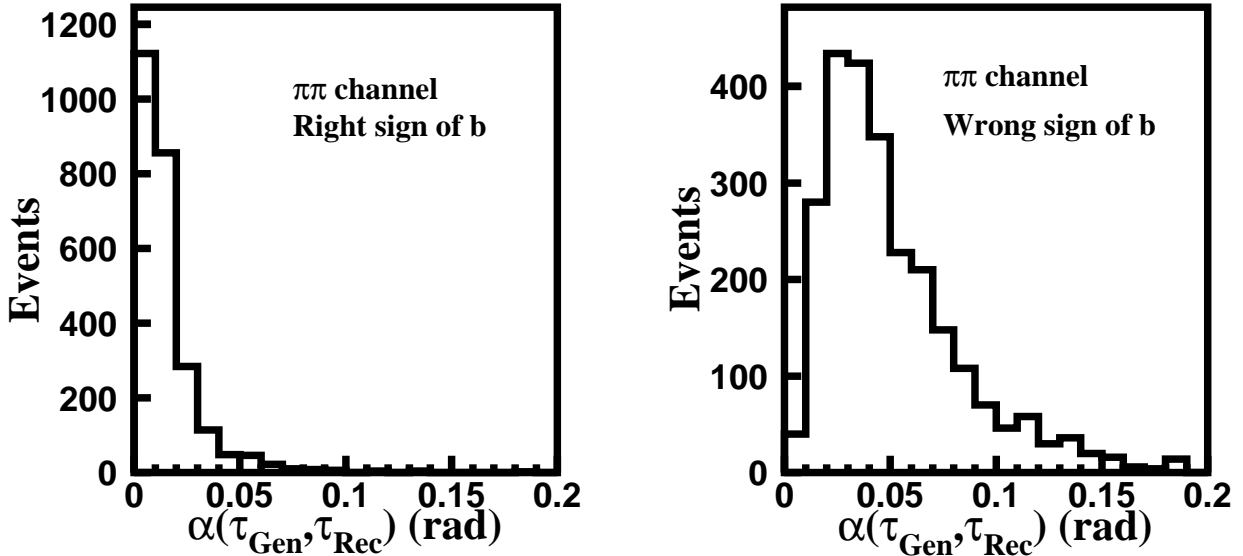 1200
1000
800
600
400
200
0
Events
ππ channel
Right sign of b
0 0.05 0.1 0.15 0.2
α(τGen,τRec) (rad)
400
300
200
100
0
Events
ππ channel
Wrong sign of b
0 0.05 0.1 0.15 0.2
α(τGen,τRec) (rad)